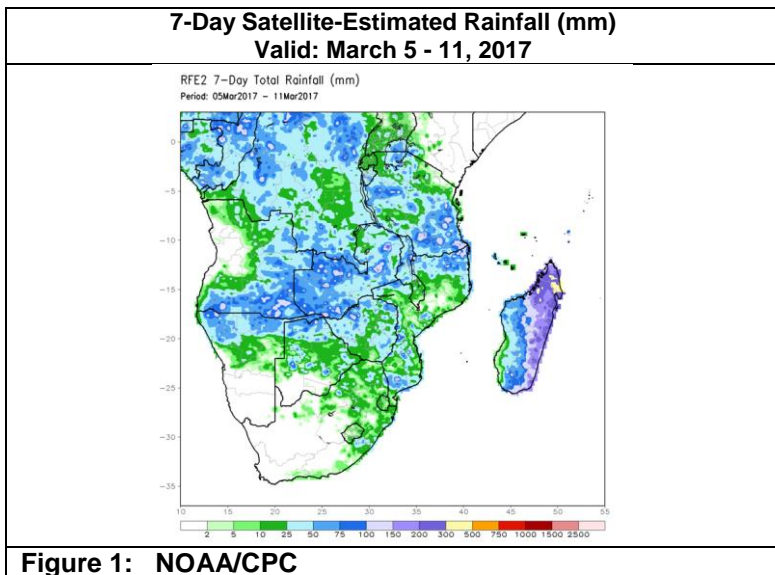 7-Day Satellite-Estimated Rainfall (mm)
Valid: March 5 - 11, 2017
RFE2 7-Day Total Rainfall (mm)
Period: 05Mar2017 – 11Mar2017
0
−5
−10
−15
−20
−25
−30
−35
10 15 20 25 30 35 40 45 50 55
2 5 10 25 50 75 100 150 200 300 500 750 1000 1500 2500
Figure 1: NOAA/CPC